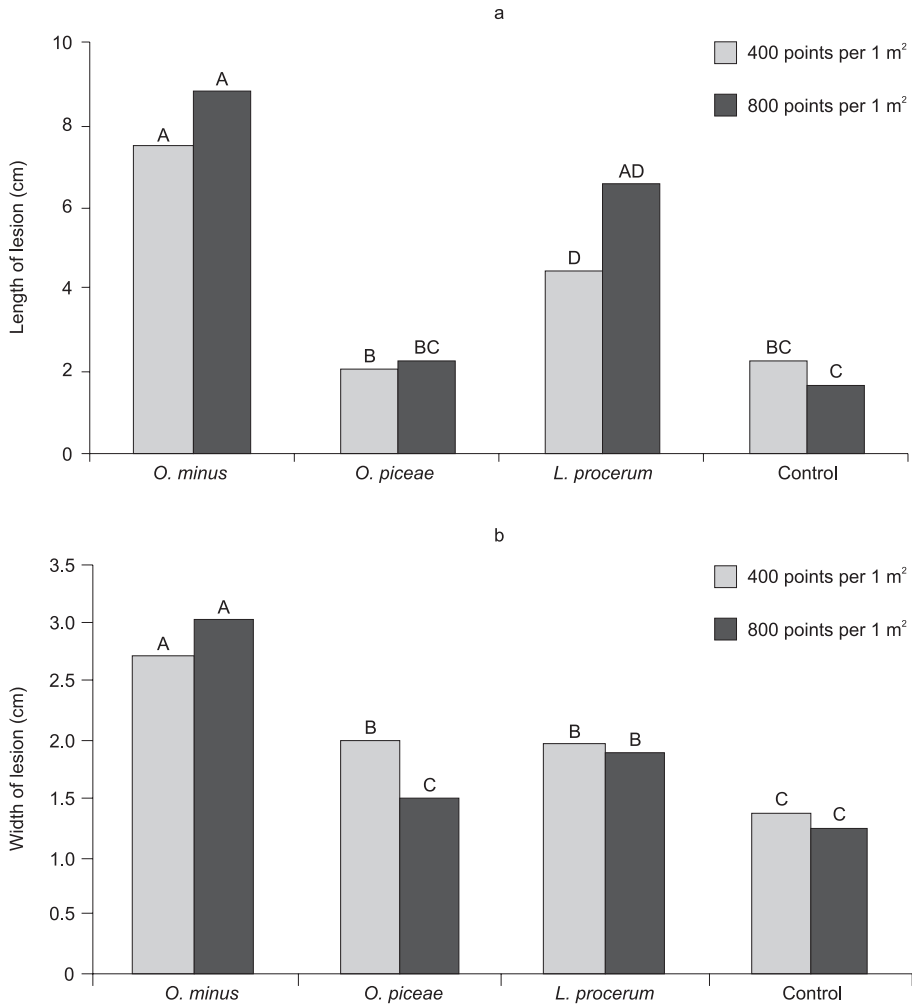 a
10
8
6
4
2
0
Length of lesion (cm)
400 points per 1 m²
800 points per 1 m²
A
A
B
BC
D
AD
BC
C
O. minus
O. piceae
L. procerum
Control
b
3.5
3.0
2.5
2.0
1.5
1.0
0.5
0
Width of lesion (cm)
400 points per 1 m²
800 points per 1 m²
A
A
B
C
B
B
C
C
O. minus
O. piceae
L. procerum
Control